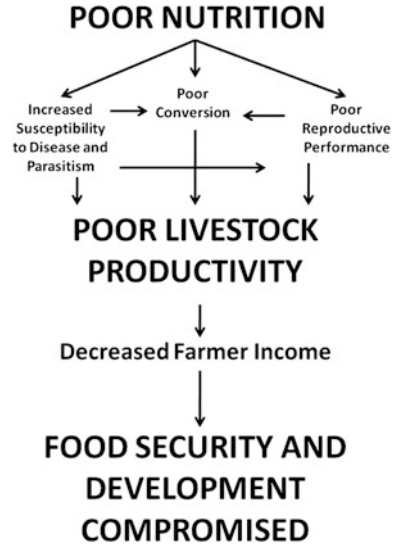 POOR NUTRITION
Increased
Susceptibility
to Disease and
Parasitism
Poor
Conversion
Poor
Reproductive
Performance
POOR LIVESTOCK
PRODUCTIVITY
Decreased Farmer Income
FOOD SECURITY AND
DEVELOPMENT
COMPROMISED